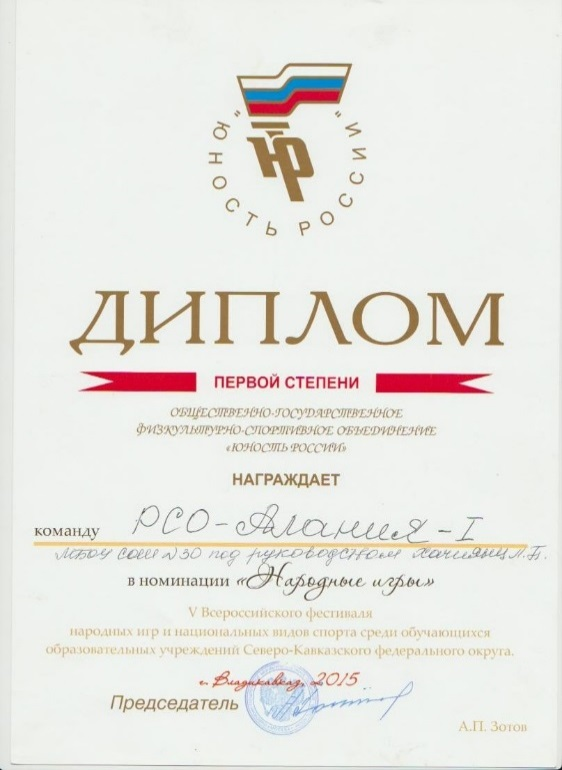 "ЮНОСТЬ РОССИИ"
ЮР
ДИПЛОМ
ПЕРВОЙ СТЕПЕНИ
ОБЩЕСТВЕННО-ГОСУДАРСТВЕННОЕ
ФИЗКУЛЬТУРНО-СПОРТИВНОЕ ОБЪЕДИНЕНИЕ
«ЮНОСТЬ РОССИИ»
НАГРАЖДАЕТ
команду РСО-Алания-I
МБОУ СОШ №30 под руководством Хачиянц Л.Б.
в номинации «Народные игры»
V Всероссийского фестиваля
народных игр и национальных видов спорта среди обучающихся
образовательных учреждений Северо-Кавказского федерального округа.
г. Владикавказ, 2015
Председатель
А.П. Зотов